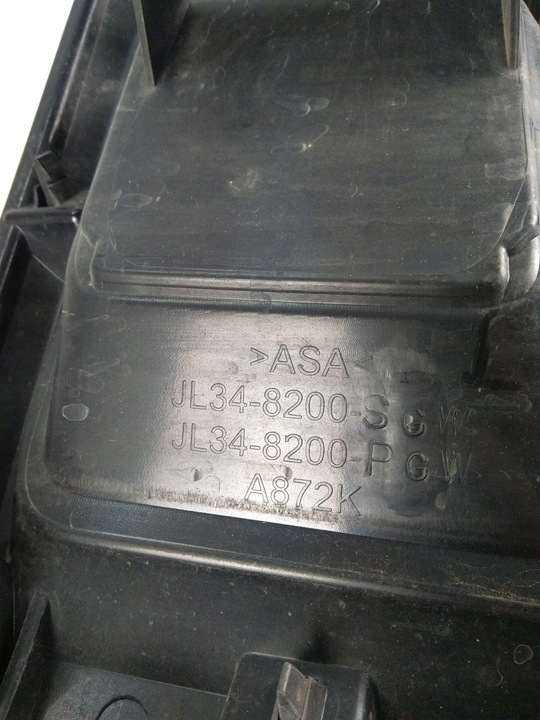 >ASA<
JL34-8200-S G W
JL34-8200-P G W
A872K